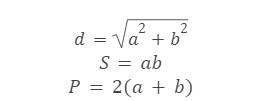 d = √(a² + b²)
S = ab
P = 2(a + b)